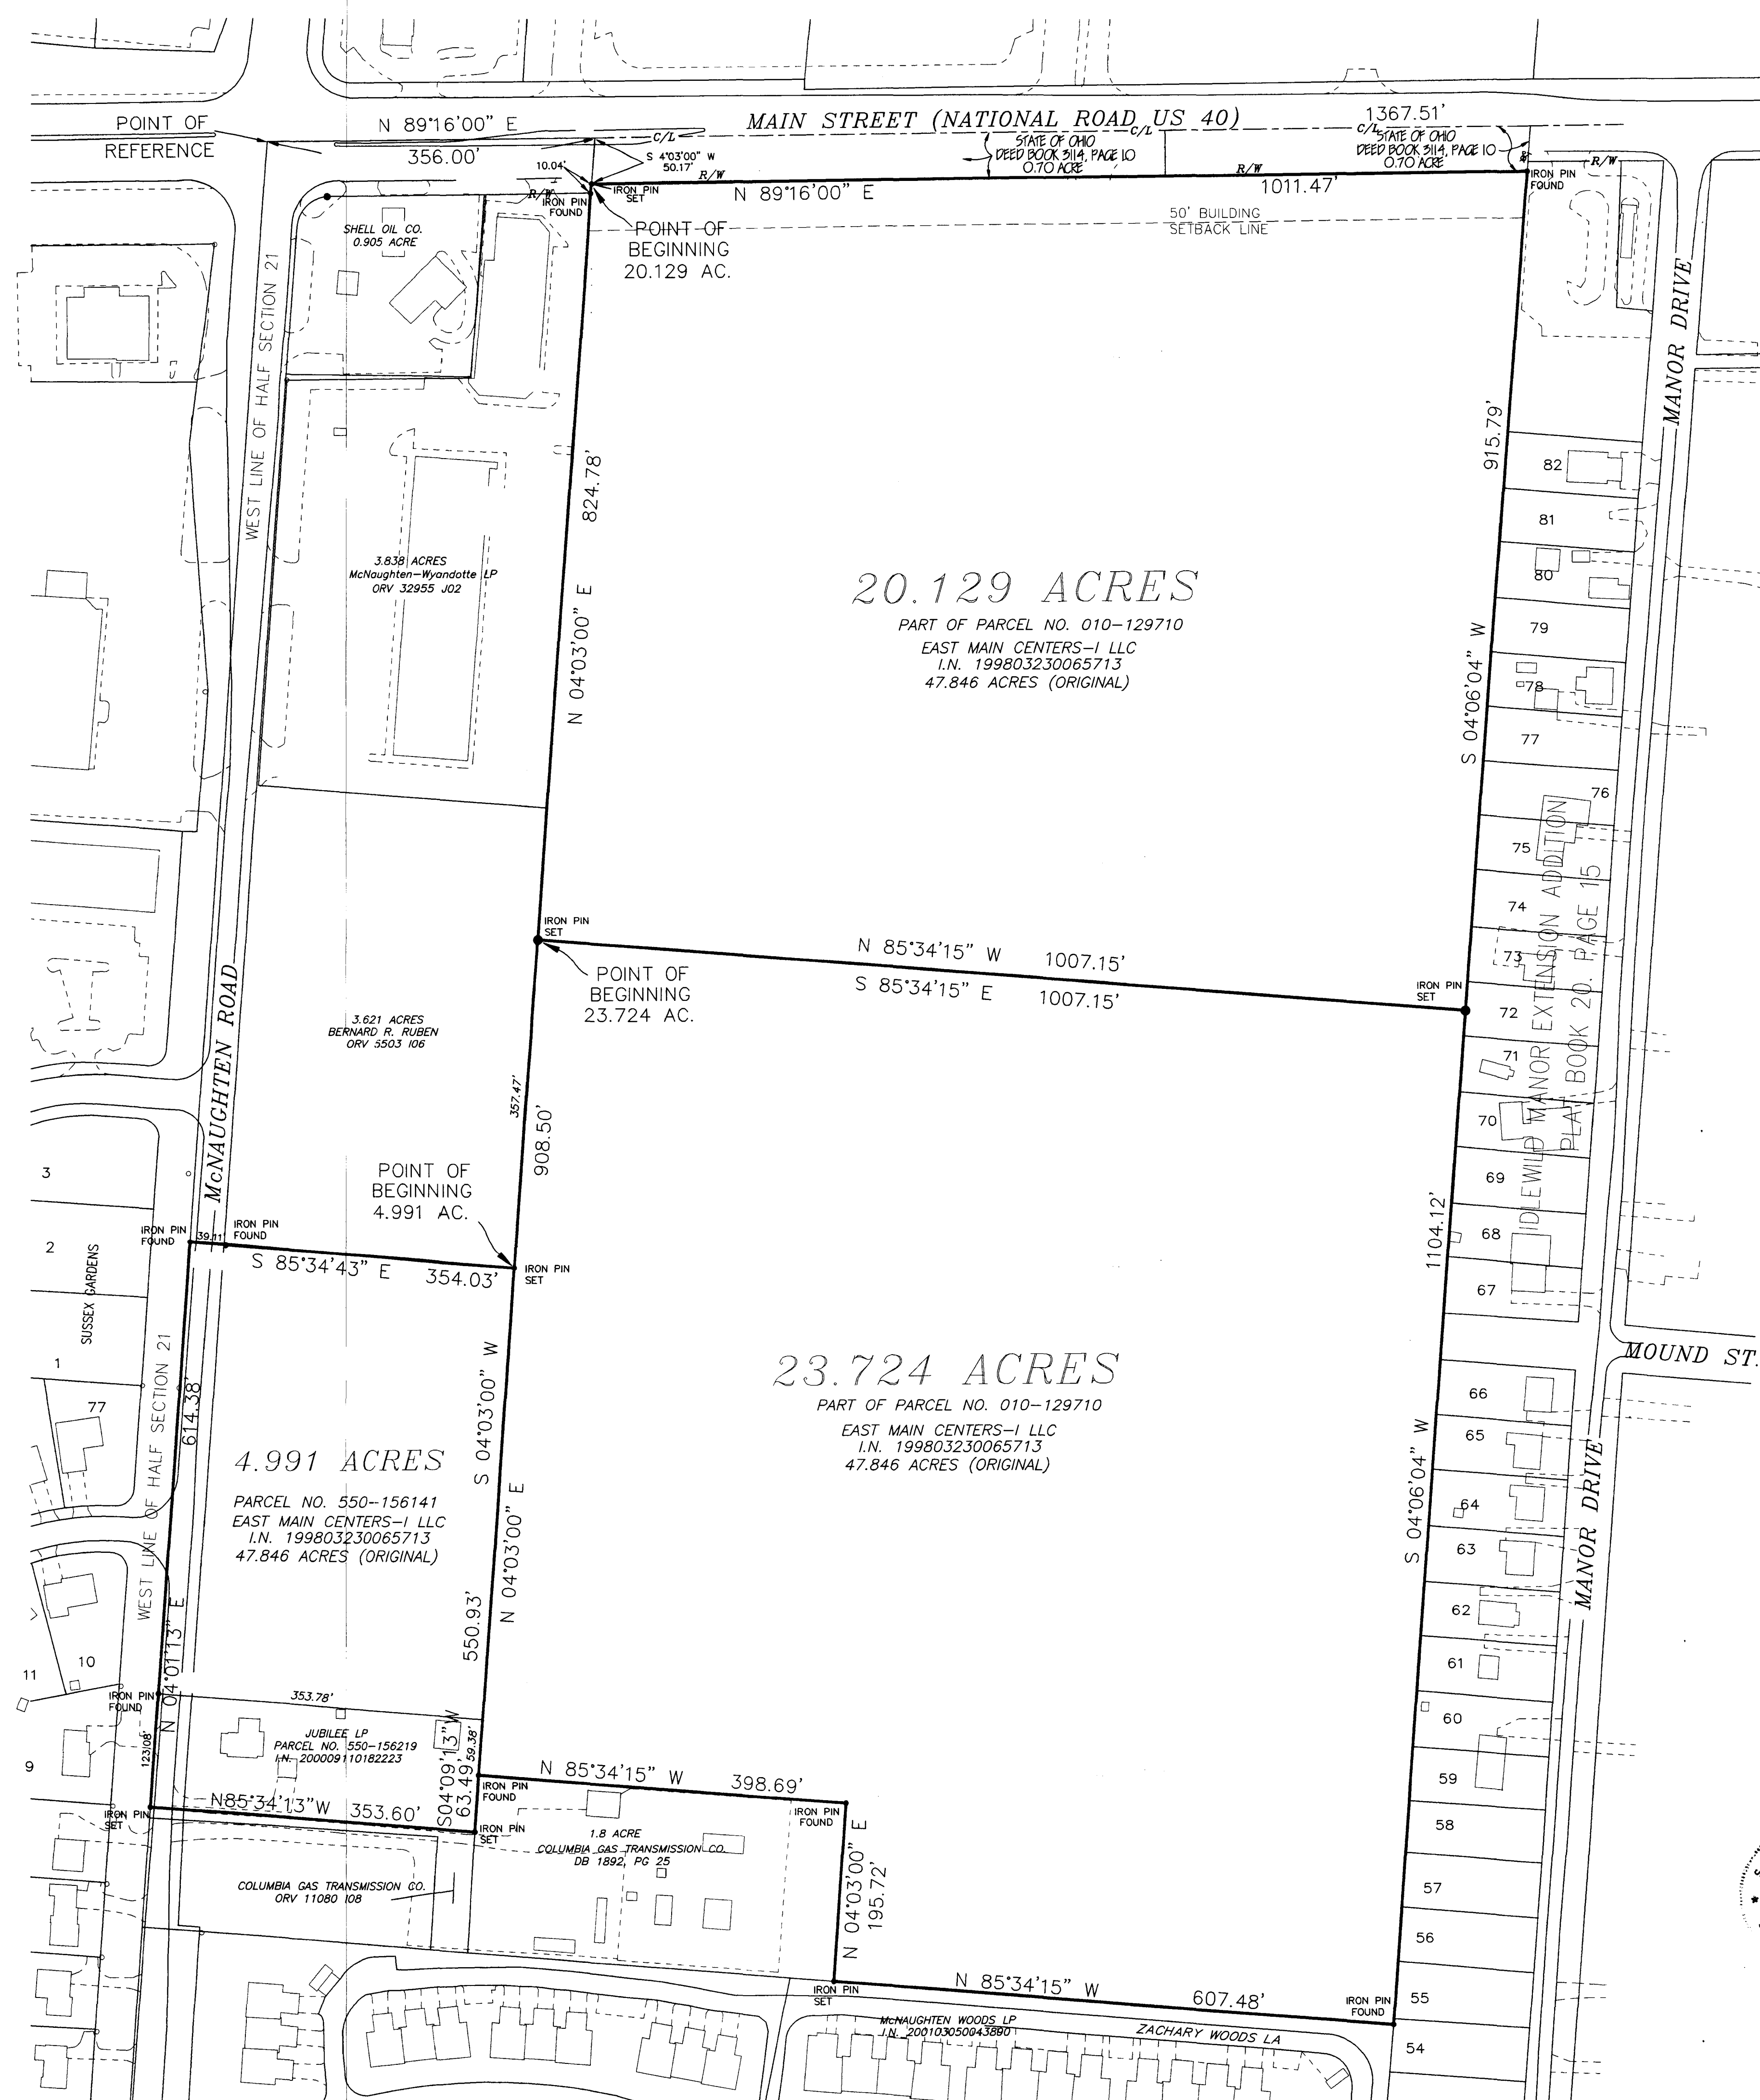 POINT OF
REFERENCE
N 89°16'00" E
356.00'
C/L
MAIN STREET (NATIONAL ROAD US 40)
C/L
1367.51'
C/L
STATE OF OHIO
DEED BOOK 3114, PAGE 10
0.70 ACRE
STATE OF OHIO
DEED BOOK 3114, PAGE 10
0.70 ACRE
S 4°03'00" W
50.17'
10.04'
R/W
R/W
R/W
R/W
IRON PIN
SET
IRON PIN
FOUND
N 89°16'00" E
1011.47'
IRON PIN
FOUND
50' BUILDING
SETBACK LINE
POINT OF
BEGINNING
20.129 AC.
SHELL OIL CO.
0.905 ACRE
WEST LINE OF HALF SECTION 21
MANOR DRIVE
824.78'
N 04°03'00" E
915.79'
S 04°06'04" W
3.838 ACRES
McNaughten-Wyandotte LP
ORV 32955 J02
20.129 ACRES
PART OF PARCEL NO. 010-129710
EAST MAIN CENTERS-I LLC
I.N. 199803230065713
47.846 ACRES (ORIGINAL)
82
81
80
79
78
77
76
75
74
73
72
71
70
69
68
67
IDLEWILD MANOR EXTENSION ADDITION
PLAT BOOK 20, PAGE 15
IRON PIN
SET
N 85°34'15" W 1007.15'
S 85°34'15" E 1007.15'
IRON PIN
SET
POINT OF
BEGINNING
23.724 AC.
McNAUGHTEN ROAD
3.621 ACRES
BERNARD R. RUBEN
ORV 5503 I06
357.47'
908.50'
POINT OF
BEGINNING
4.991 AC.
3
2
1
SUSSEX GARDENS
IRON PIN
FOUND
39.11'
IRON PIN
FOUND
S 85°34'43" E 354.03'
IRON PIN
SET
1104.12'
S 04°06'04" W
MOUND ST.
MANOR DRIVE
23.724 ACRES
PART OF PARCEL NO. 010-129710
EAST MAIN CENTERS-I LLC
I.N. 199803230065713
47.846 ACRES (ORIGINAL)
WEST LINE OF HALF SECTION 21
614.38'
N 04°01'13" E
S 04°03'00" W
550.93'
N 04°03'00" E
4.991 ACRES
PARCEL NO. 550-156141
EAST MAIN CENTERS-I LLC
I.N. 199803230065713
47.846 ACRES (ORIGINAL)
77
11
10
9
66
65
64
63
62
61
60
59
58
57
56
55
54
IRON PIN
FOUND
353.78'
123.08'
JUBILEE LP
PARCEL NO. 550-156219
I.N. 200009110182223
S04°09'13"W
63.49'
59.38'
N85°34'13"W 353.60'
IRON PIN
SET
IRON PIN
FOUND
IRON PIN
SET
N 85°34'15" W 398.69'
IRON PIN
FOUND
1.8 ACRE
COLUMBIA GAS TRANSMISSION CO.
DB 1892, PG 25
COLUMBIA GAS TRANSMISSION CO.
ORV 11080 I08
N 04°03'00" E
195.72'
IRON PIN
SET
N 85°34'15" W 607.48'
IRON PIN
FOUND
McNAUGHTEN WOODS LP
I.N. 200103050043890
ZACHARY WOODS LA